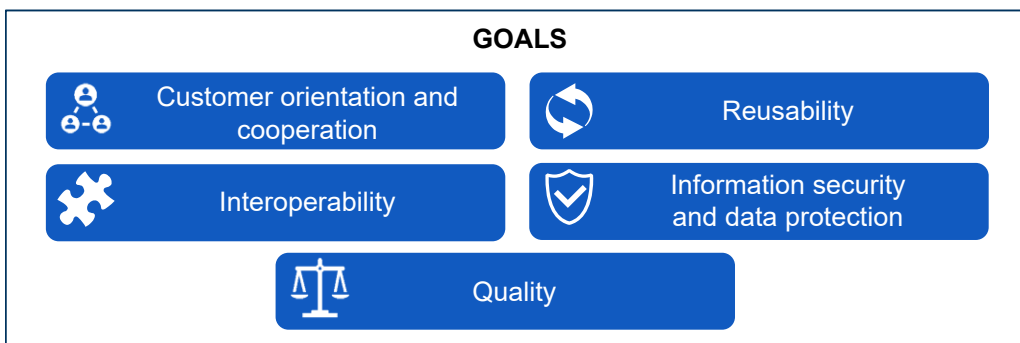 GOALS
Customer orientation and
cooperation
Reusability
Interoperability
Information security
and data protection
Quality